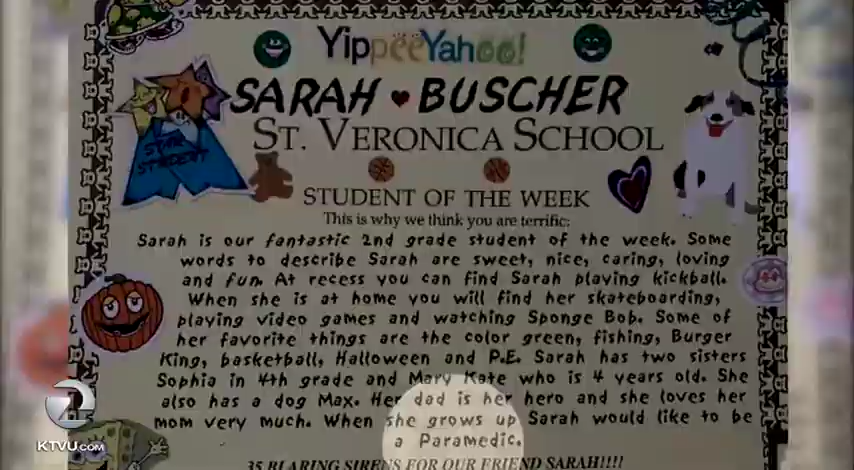 YippeeYahoo!
SARAH BUSCHER
ST. VERONICA SCHOOL
STAR STUDENT
STUDENT OF THE WEEK
This is why we think you are terrific:
Sarah is our fantastic 2nd grade student of the week. Some
words to describe Sarah are sweet, nice, caring, loving
and fun. At recess you can find Sarah playing kickball.
When she is at home you will find her skateboarding,
playing video games and watching Sponge Bob. Some of
her favorite things are the color green, fishing, Burger
King, basketball, Halloween and P.E. Sarah has two sisters
Sophia in 4th grade and Mary Kate who is 4 years old. She
also has a dog Max. Her dad is her hero and she loves her
mom very much. When she grows up Sarah would like to be
a Paramedic.
35 BLARING SIRENS FOR OUR FRIEND SARAH!!!!
2
KTVU.COM